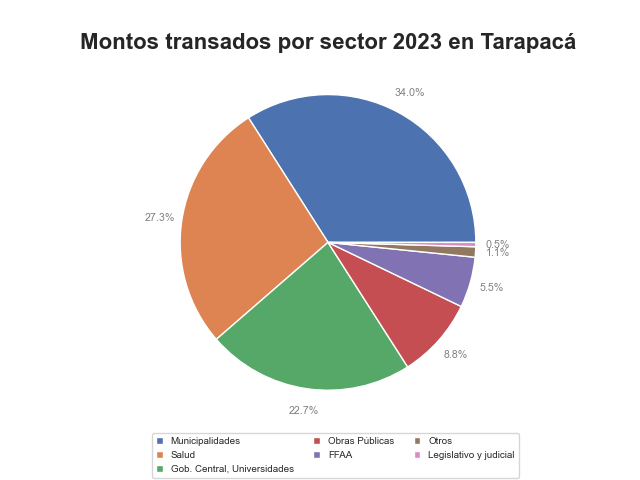 Montos transados por sector 2023 en Tarapacá
34.0%
27.3%
0.5%
1.1%
5.5%
8.8%
22.7%
Municipalidades
Salud
Gob. Central, Universidades
Obras Públicas
FFAA
Otros
Legislativo y judicial